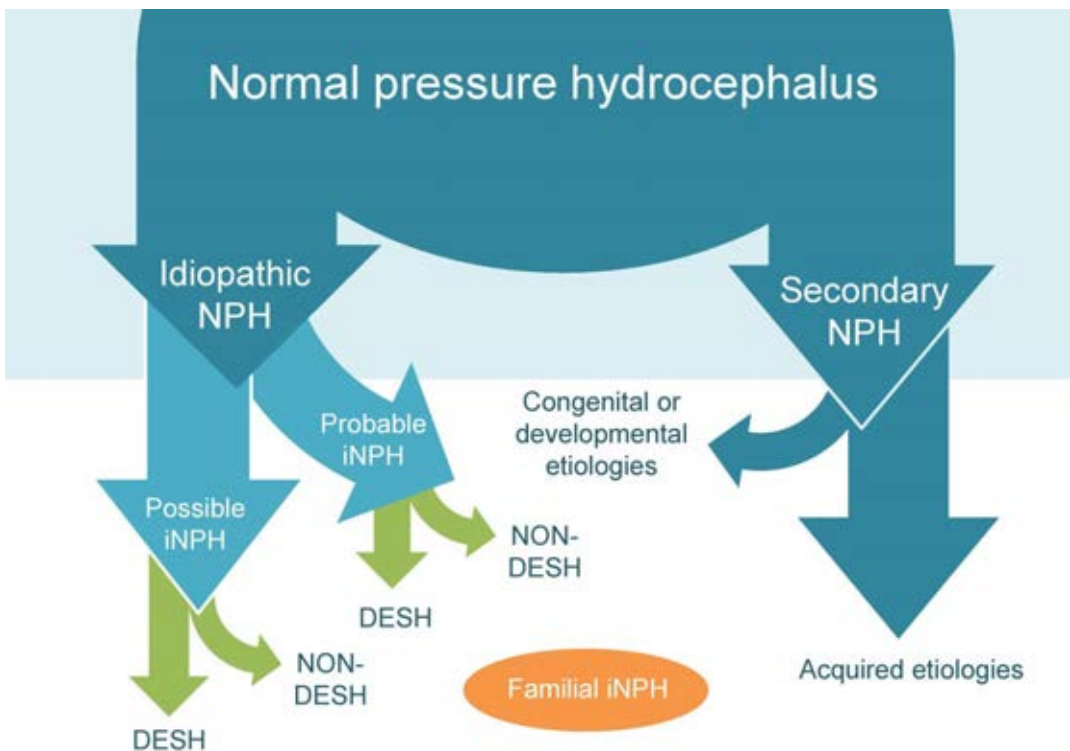 Normal pressure hydrocephalus
Idiopathic
NPH
Secondary
NPH
Probable
iNPH
Congenital or
developmental
etiologies
Possible
iNPH
NON-
DESH
DESH
NON-
DESH
DESH
Familial iNPH
Acquired etiologies